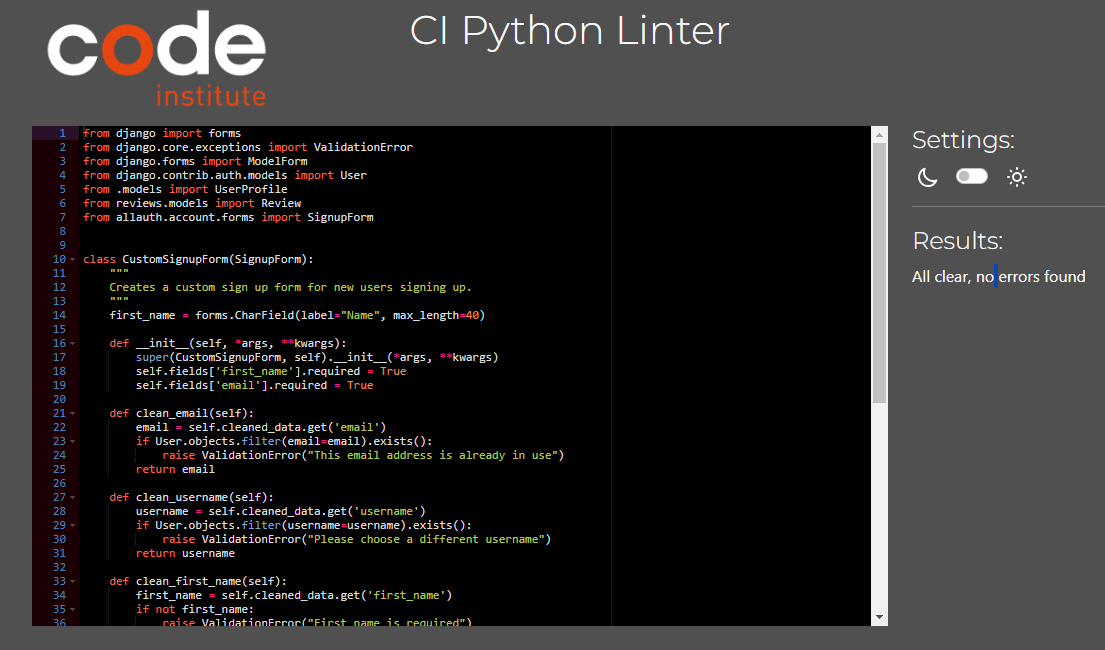 code
institute
CI Python Linter
1 from django import forms
2 from django.core.exceptions import ValidationError
3 from django.forms import ModelForm
4 from django.contrib.auth.models import User
5 from .models import UserProfile
6 from reviews.models import Review
7 from allauth.account.forms import SignupForm
8
9
10 class CustomSignupForm(SignupForm):
11     """
12     Creates a custom sign up form for new users signing up.
13     """
14     first_name = forms.CharField(label="Name", max_length=40)
15
16     def __init__(self, *args, **kwargs):
17         super(CustomSignupForm, self).__init__(*args, **kwargs)
18         self.fields['first_name'].required = True
19         self.fields['email'].required = True
20
21     def clean_email(self):
22         email = self.cleaned_data.get('email')
23         if User.objects.filter(email=email).exists():
24             raise ValidationError("This email address is already in use")
25         return email
26
27     def clean_username(self):
28         username = self.cleaned_data.get('username')
29         if User.objects.filter(username=username).exists():
30             raise ValidationError("Please choose a different username")
31         return username
32
33     def clean_first_name(self):
34         first_name = self.cleaned_data.get('first_name')
35         if not first_name:
36             raise ValidationError("First name is required")
Settings:
Results:
All clear, no errors found